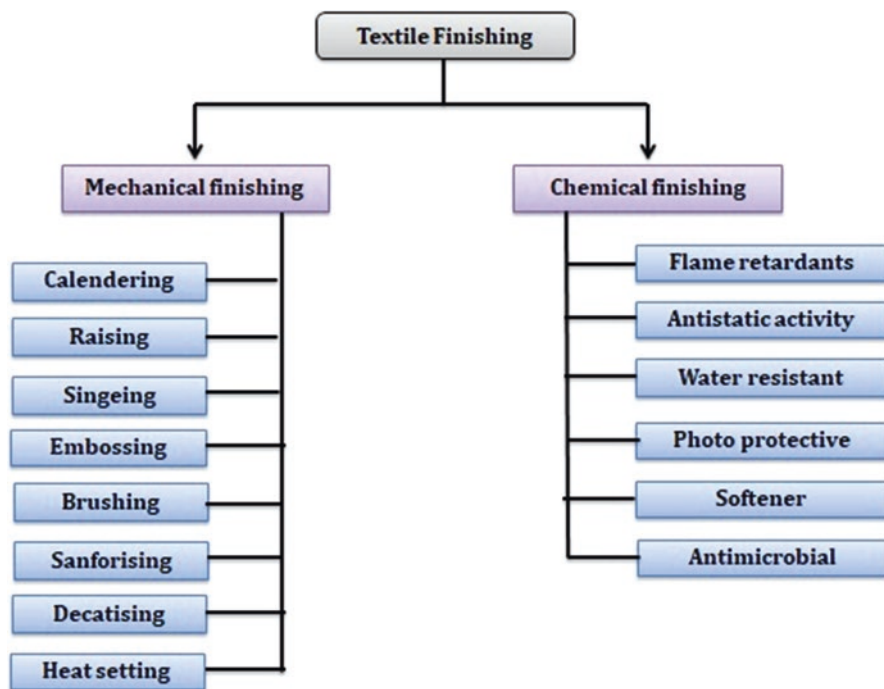 Textile Finishing
Mechanical finishing
Calendering
Raising
Singeing
Embossing
Brushing
Sanforising
Decatising
Heat setting
Chemical finishing
Flame retardants
Antistatic activity
Water resistant
Photo protective
Softener
Antimicrobial